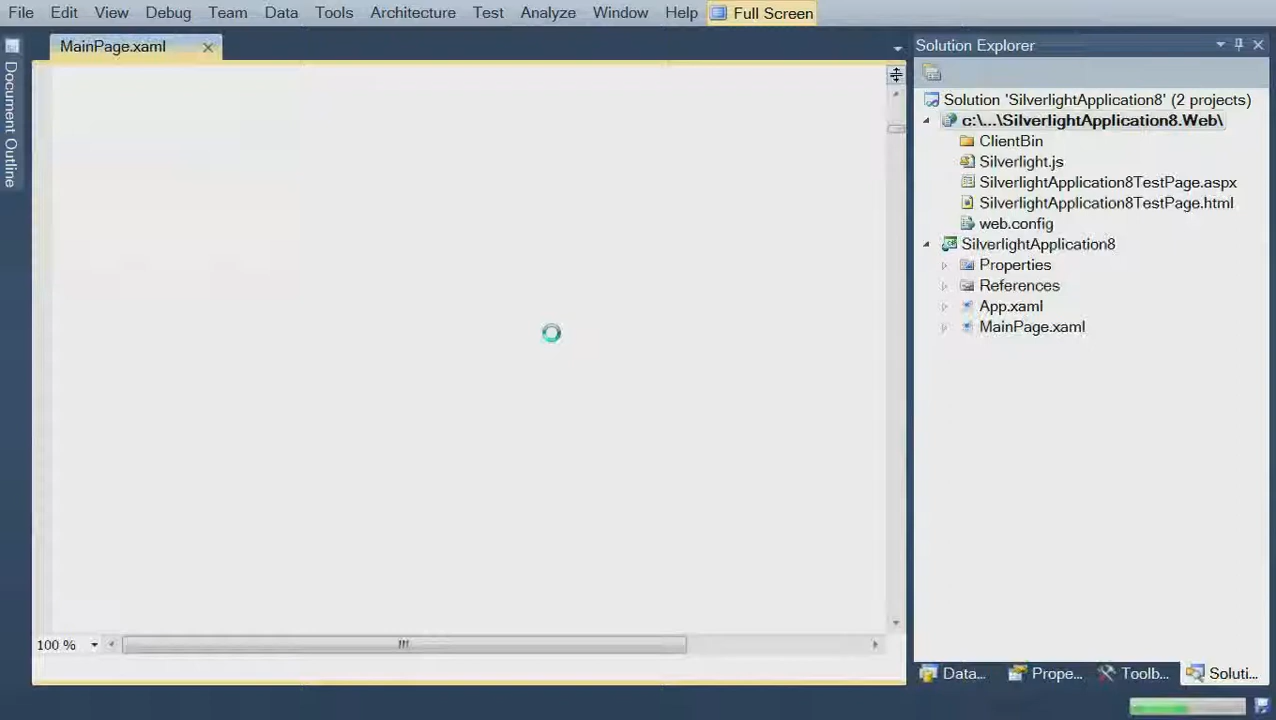 File Edit View Debug Team Data Tools Architecture Test Analyze Window Help Full Screen
MainPage.xaml
Document Outline
100 %
Solution Explorer
Solution 'SilverlightApplication8' (2 projects)
c:\...\SilverlightApplication8.Web\
ClientBin
Silverlight.js
SilverlightApplication8TestPage.aspx
SilverlightApplication8TestPage.html
web.config
SilverlightApplication8
Properties
References
App.xaml
MainPage.xaml
Data... Prope... Toolb... Soluti...